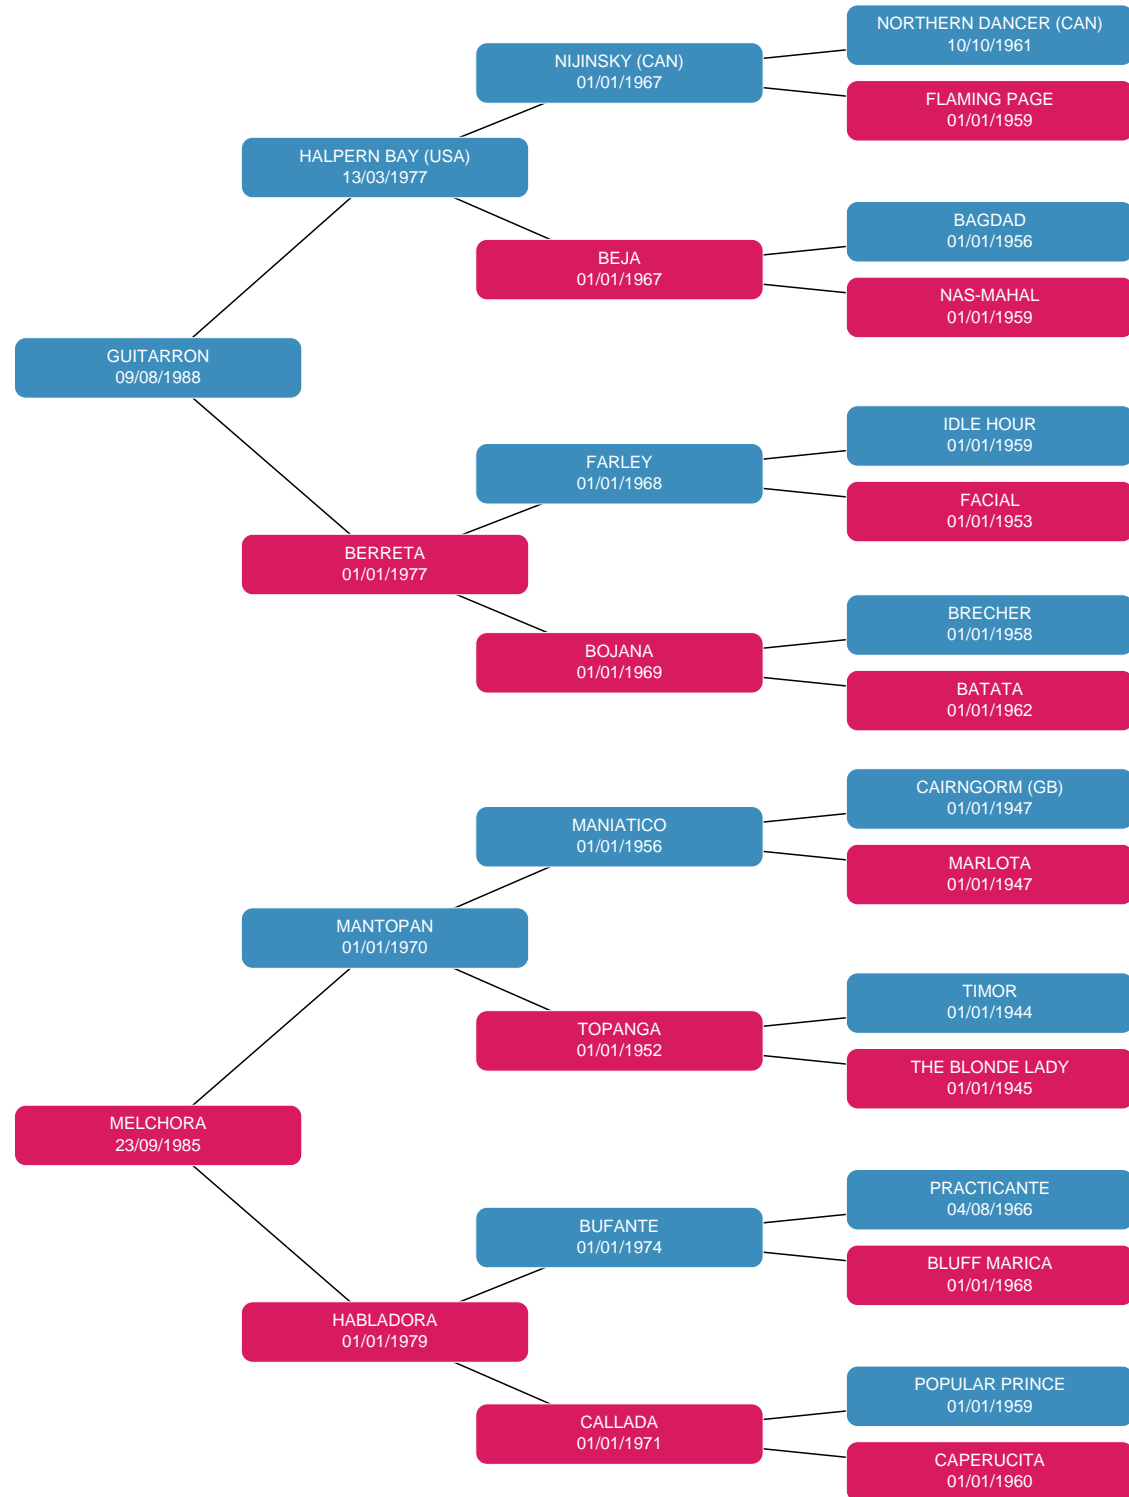 NORTHERN DANCER (CAN)
10/10/1961
NIJINSKY (CAN)
01/01/1967
FLAMING PAGE
01/01/1959
HALPERN BAY (USA)
13/03/1977
BAGDAD
01/01/1956
BEJA
01/01/1967
NAS-MAHAL
01/01/1959
GUITARRON
09/08/1988
IDLE HOUR
01/01/1959
FARLEY
01/01/1968
FACIAL
01/01/1953
BERRETA
01/01/1977
BRECHER
01/01/1958
BOJANA
01/01/1969
BATATA
01/01/1962
CAIRNGORM (GB)
01/01/1947
MANIATICO
01/01/1956
MARLOTA
01/01/1947
MANTOPAN
01/01/1970
TIMOR
01/01/1944
TOPANGA
01/01/1952
THE BLONDE LADY
01/01/1945
MELCHORA
23/09/1985
PRACTICANTE
04/08/1966
BUFANTE
01/01/1974
BLUFF MARICA
01/01/1968
HABLADORA
01/01/1979
POPULAR PRINCE
01/01/1959
CALLADA
01/01/1971
CAPERUCITA
01/01/1960